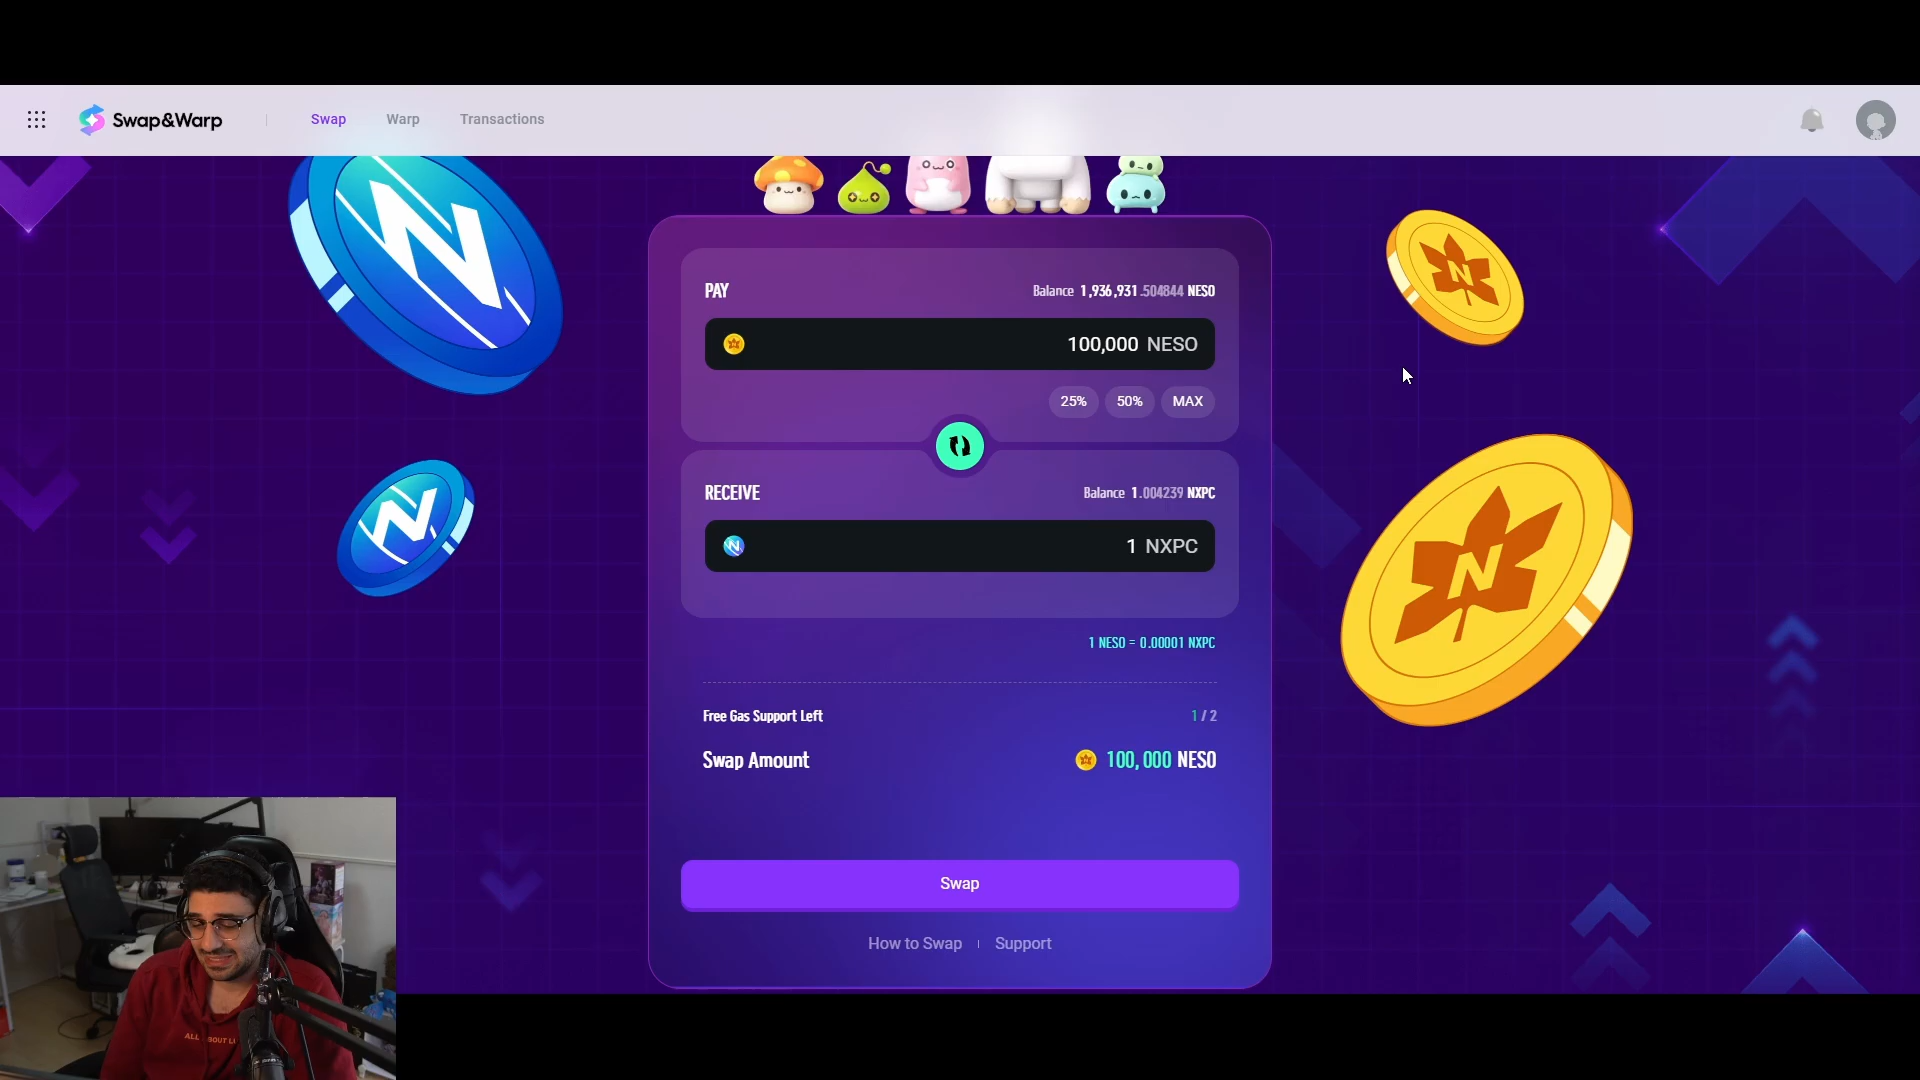 Swap&Warp
Swap
Warp
Transactions
PAY
Balance 1,936,931.504844 NESO
100,000 NESO
25%
50%
MAX
RECEIVE
Balance 1.004239 NXPC
1 NXPC
1 NESO = 0.00001 NXPC
Free Gas Support Left
1 / 2
Swap Amount
100,000 NESO
Swap
How to Swap
Support
N
N
N
N
N